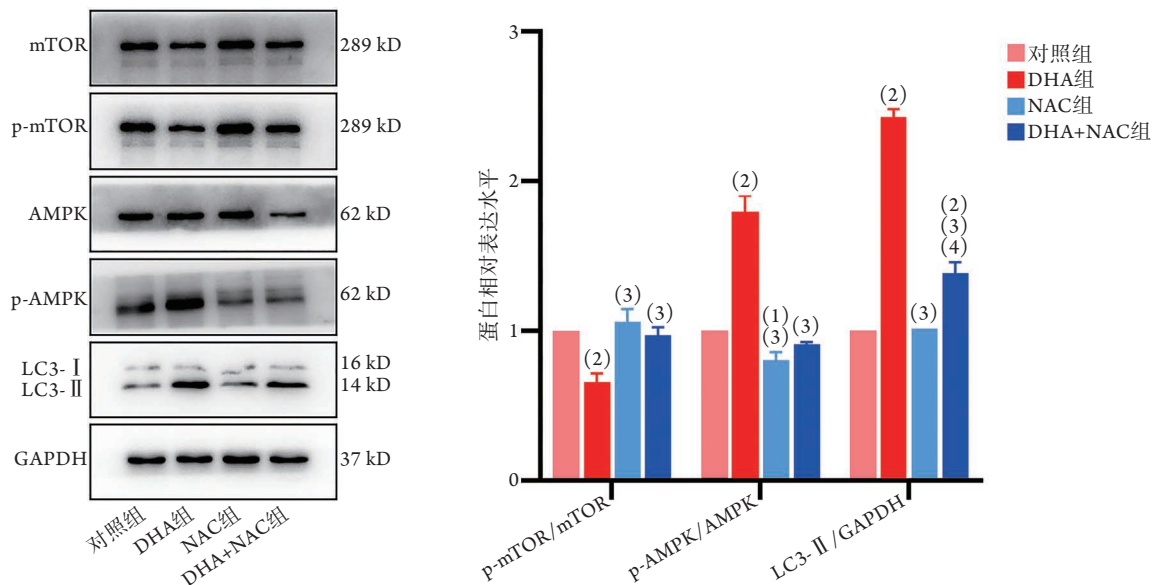 mTOR
289 kD
p-mTOR
289 kD
AMPK
62 kD
p-AMPK
62 kD
LC3-Ⅰ
16 kD
LC3-Ⅱ
14 kD
GAPDH
37 kD
对照组
DHA组
NAC组
DHA+NAC组
蛋白相对表达水平
3
2
1
0
(2)
(3)
(3)
(2)
(1)
(3)
(3)
(2)
(3)
(2)
(3)
(4)
p-mTOR/mTOR
p-AMPK/AMPK
LC3-Ⅱ/GAPDH
对照组
DHA组
NAC组
DHA+NAC组